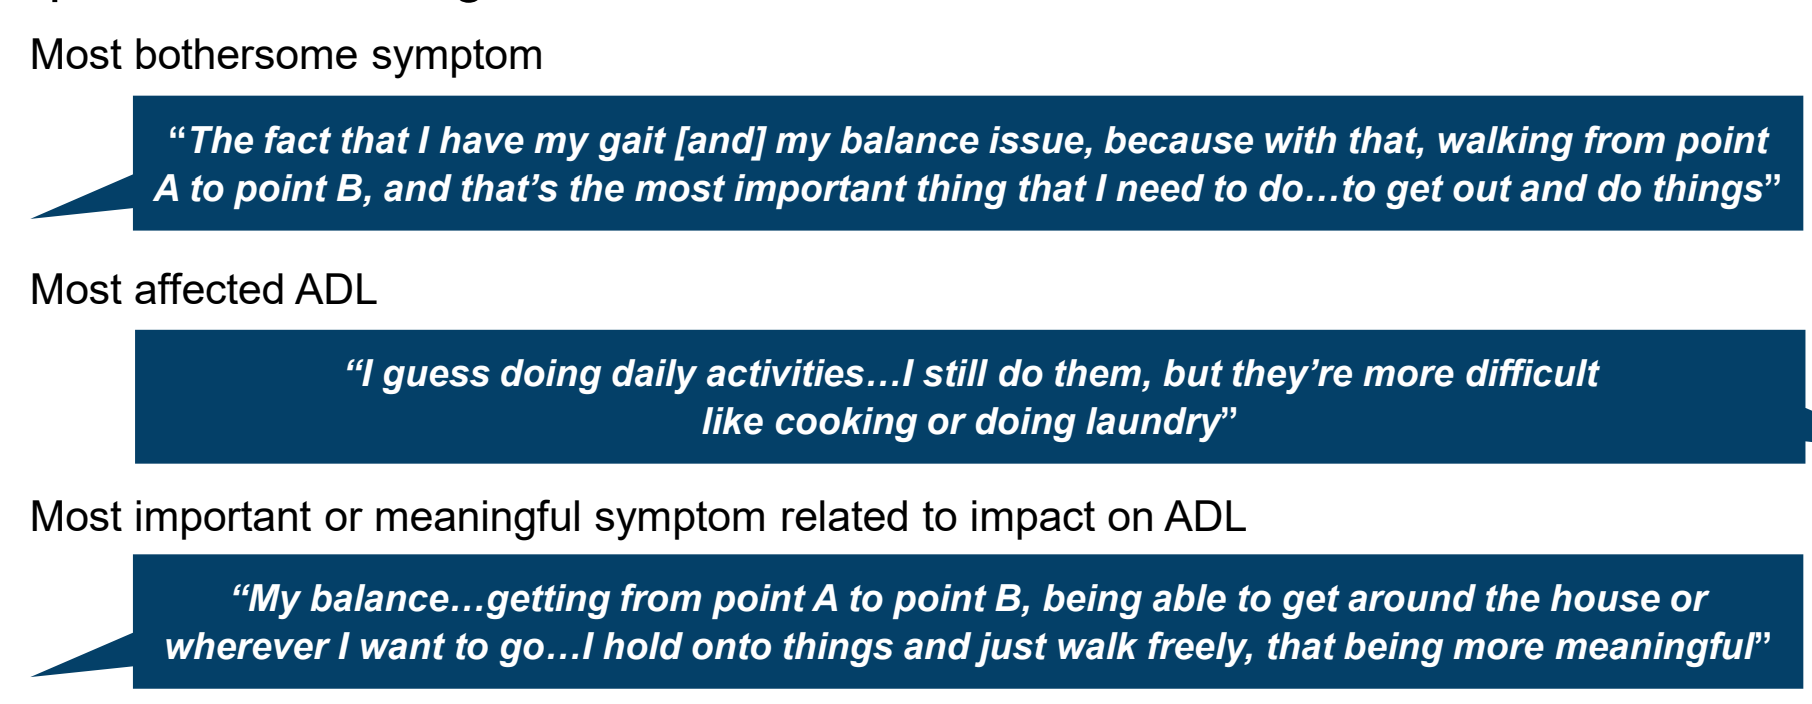 Most bothersome symptom
“The fact that I have my gait [and] my balance issue, because with that, walking from point
A to point B, and that’s the most important thing that I need to do…to get out and do things”
Most affected ADL
“I guess doing daily activities…I still do them, but they’re more difficult
like cooking or doing laundry”
Most important or meaningful symptom related to impact on ADL
“My balance…getting from point A to point B, being able to get around the house or
wherever I want to go…I hold onto things and just walk freely, that being more meaningful”